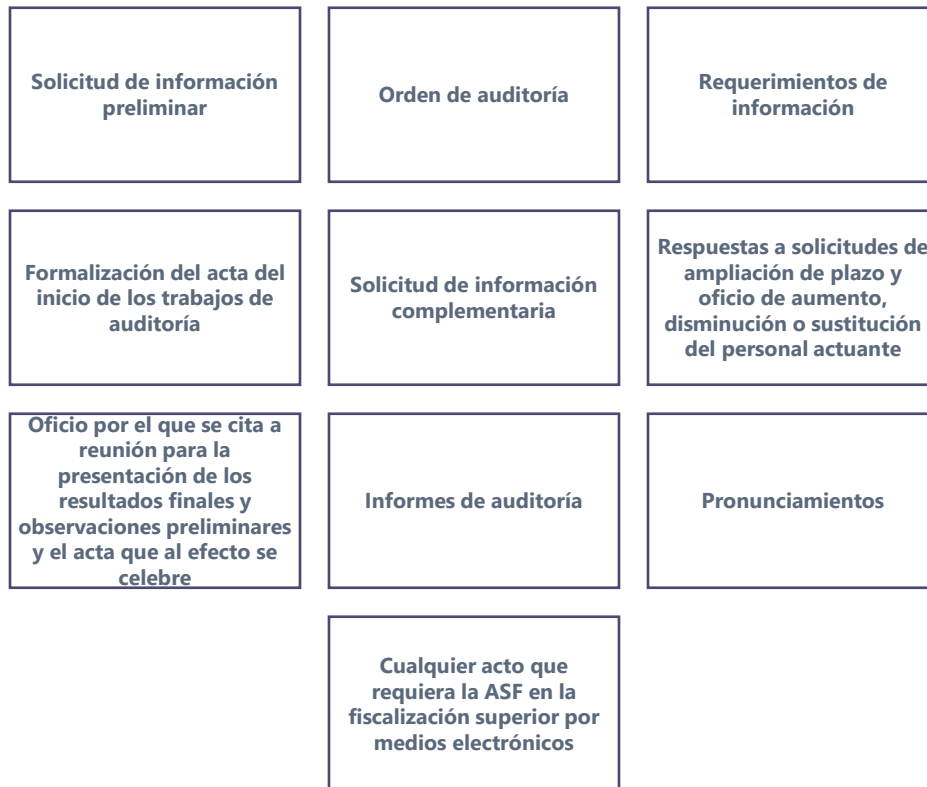 Solicitud de información
preliminar
Orden de auditoría
Requerimientos de
información
Formalización del acta del
inicio de los trabajos de
auditoría
Solicitud de información
complementaria
Respuestas a solicitudes de
ampliación de plazo y
oficio de aumento,
disminución o sustitución
del personal actuante
Oficio por el que se cita a
reunión para la
presentación de los
resultados finales y
observaciones preliminares
y el acta que al efecto se
celebre
Informes de auditoría
Pronunciamientos
Cualquier acto que
requiera la ASF en la
fiscalización superior por
medios electrónicos